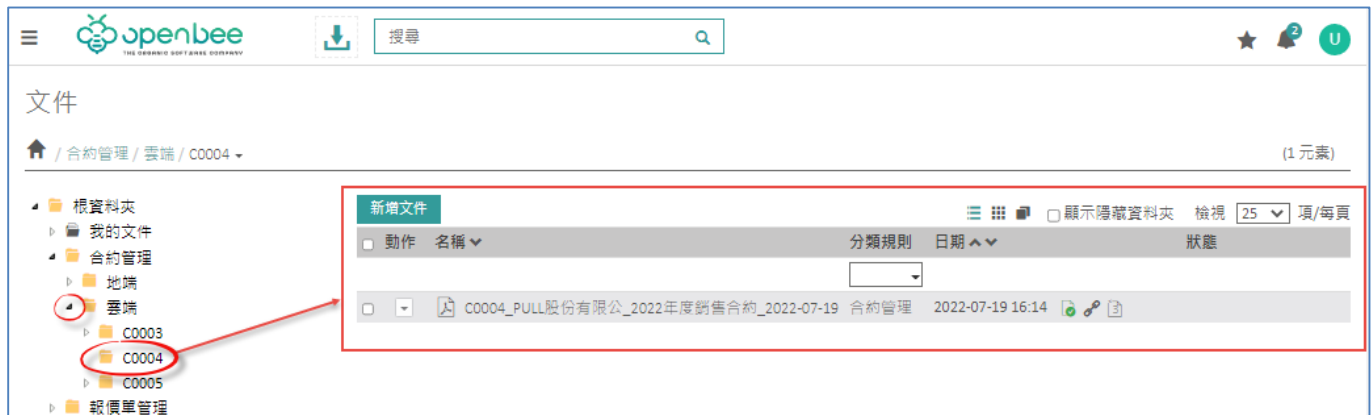 openbee
THE ORGANIC SOFTWARE COMPANY
搜尋
2
U
文件
/ 合約管理 / 雲端 / C0004
(1 元素)
根資料夾
我的文件
合約管理
地端
雲端
C0003
C0004
C0005
報價單管理
新增文件
顯示隱藏資料夾 檢視 25 項/每頁
動作 名稱 分類規則 日期 狀態
C0004_PULL股份有限公_2022年度銷售合約_2022-07-19 合約管理 2022-07-19 16:14 3